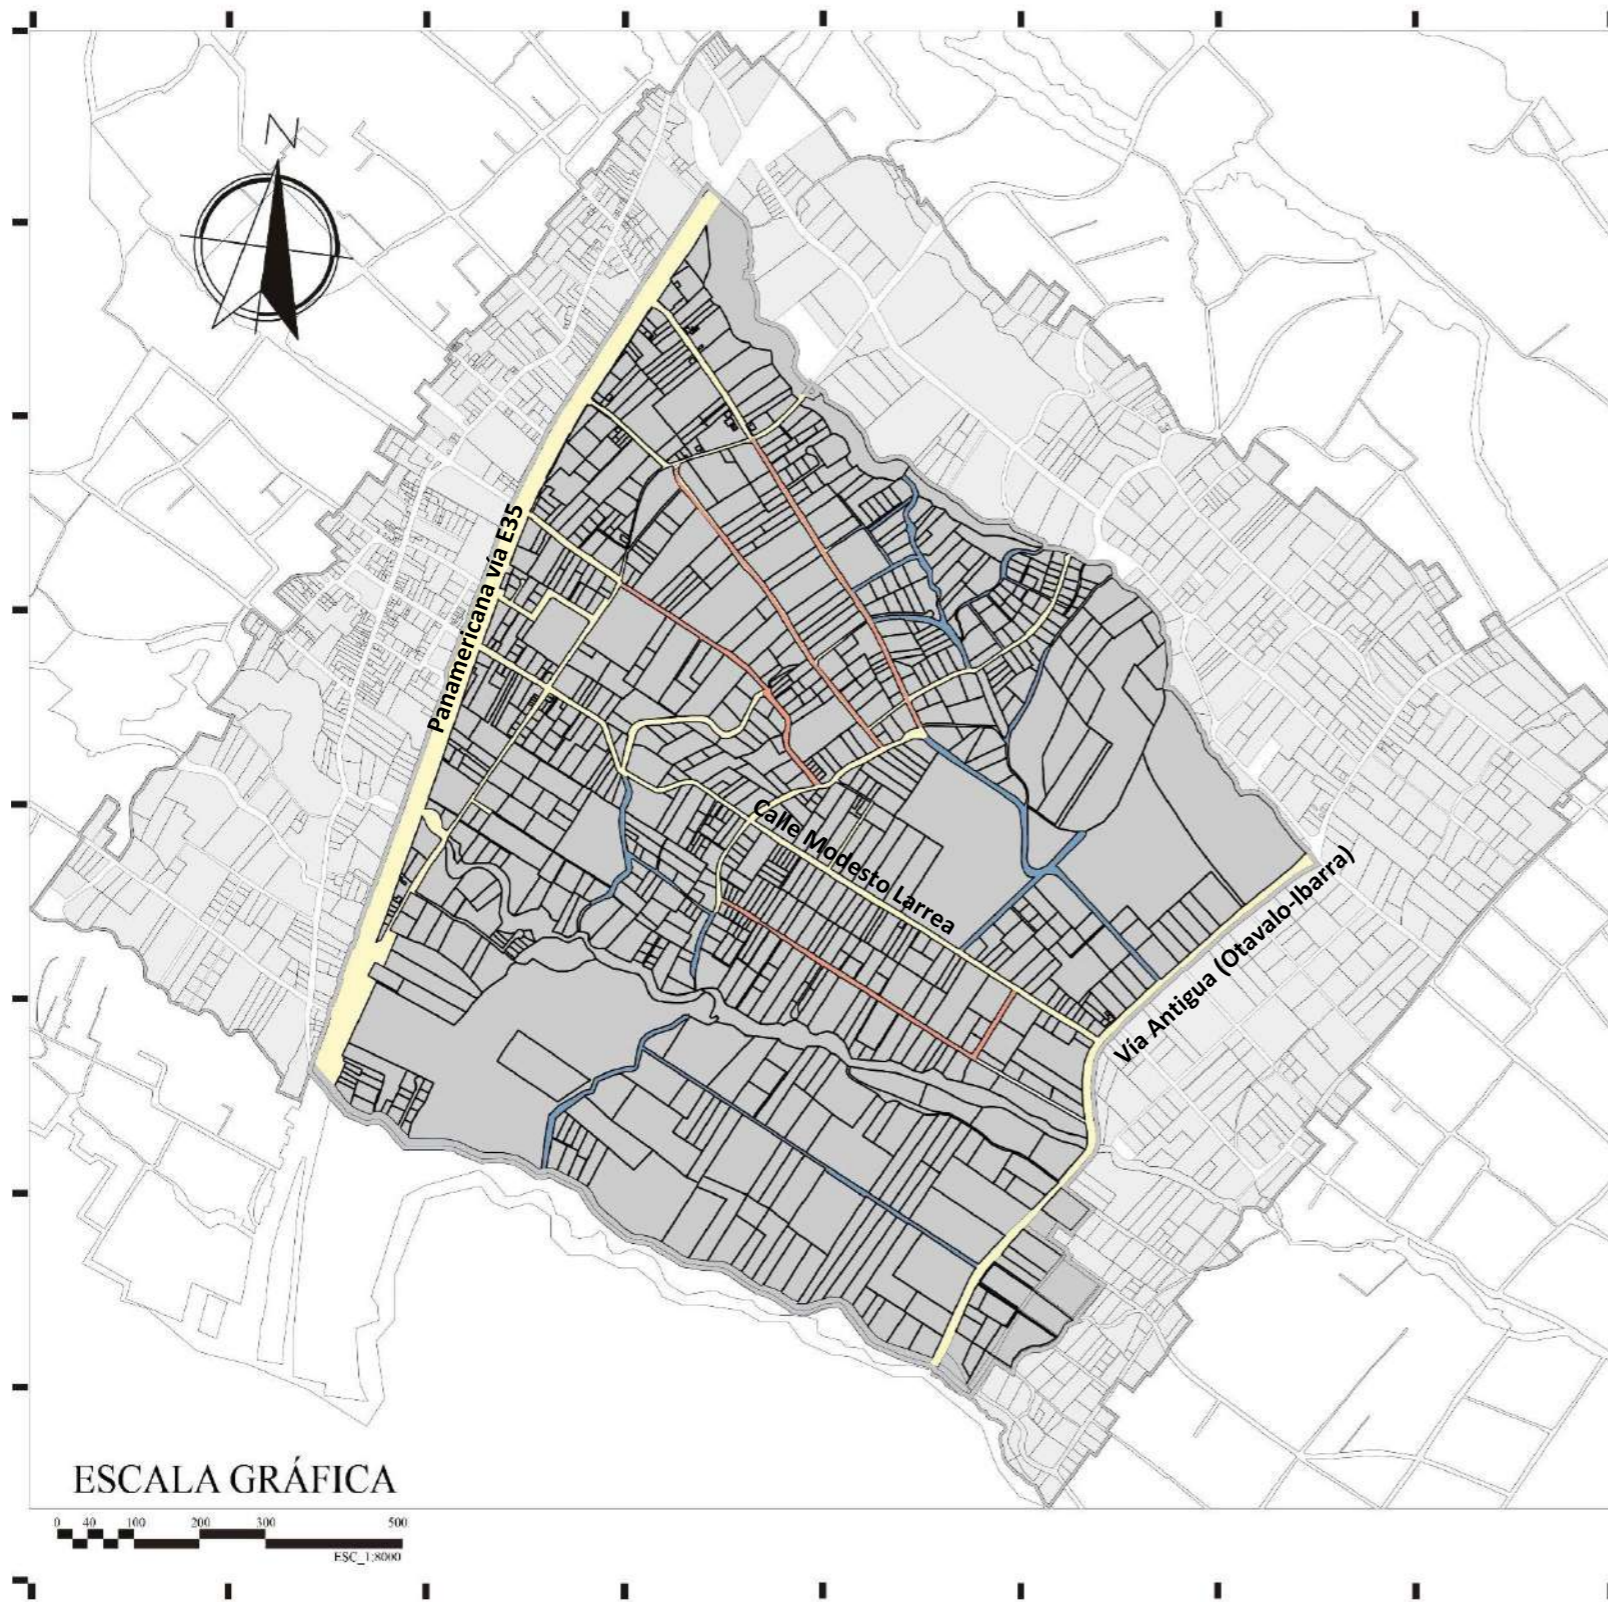 N
Panamericana vía E35
Calle Modesto Larrea
Vía Antigua (Otavalo-Ibarra)
ESCALA GRÁFICA
0 40 100 200 300 500
ESC_1:8000